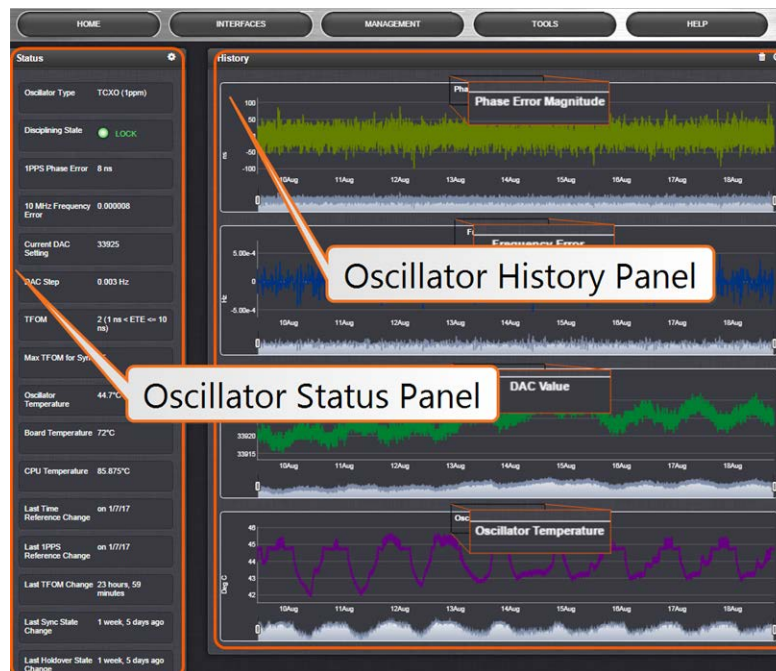 HOME
INTERFACES
MANAGEMENT
TOOLS
HELP
Status
Oscillator Type
TCXO (1ppm)
Disciplining State
LOCK
1PPS Phase Error
8 ns
10 MHz Frequency
Error
0.000008
Current DAC
Setting
33925
DAC Step
0.003 Hz
TFOM
2 (1 ns < ETE <= 10
ns)
Max TFOM for
Oscillator
Temperature
44.7°C
Board Temperature
72°C
CPU Temperature
85.875°C
Last Time
Reference Change
on 1/7/17
Last 1PPS
Reference Change
on 1/7/17
Last TFOM Change
23 hours, 59
minutes
Last Sync State
Change
1 week, 5 days ago
Last Holdover State
Change
1 week, 5 days ago
Oscillator Status Panel
History
Phase Error Magnitude
100
50
-50
-100
ns
10Aug
11Aug
12Aug
13Aug
14Aug
15Aug
16Aug
17Aug
18Aug
Frequency Error
Oscillator History Panel
5.00e-4
0
-5.00e-4
Hz
10Aug
11Aug
12Aug
13Aug
14Aug
15Aug
16Aug
17Aug
18Aug
DAC Value
33920
33915
10Aug
11Aug
12Aug
13Aug
14Aug
15Aug
16Aug
17Aug
18Aug
Oscillator Temperature
46
45
44
43
42
Deg C
10Aug
11Aug
12Aug
13Aug
14Aug
15Aug
16Aug
17Aug
18Aug